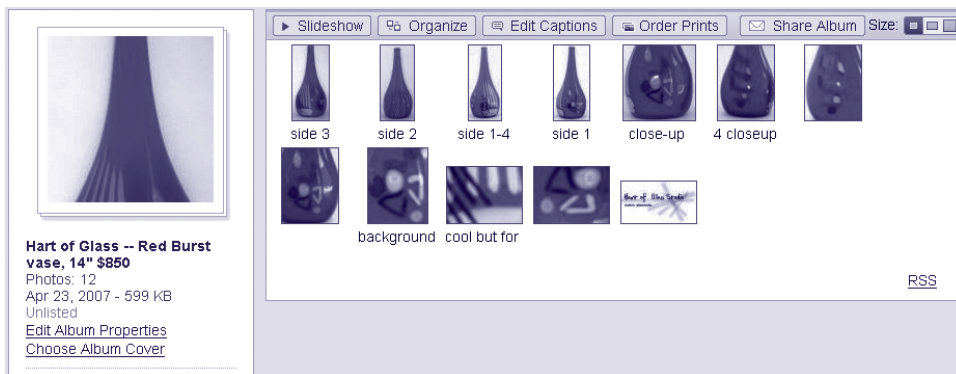 Slideshow Organize Edit Captions Order Prints Share Album Size:
side 3 side 2 side 1-4 side 1 close-up 4 closeup
background cool but for
RSS
Hart of Glass -- Red Burst
vase, 14" $850
Photos: 12
Apr 23, 2007 - 599 KB
Unlisted
Edit Album Properties
Choose Album Cover